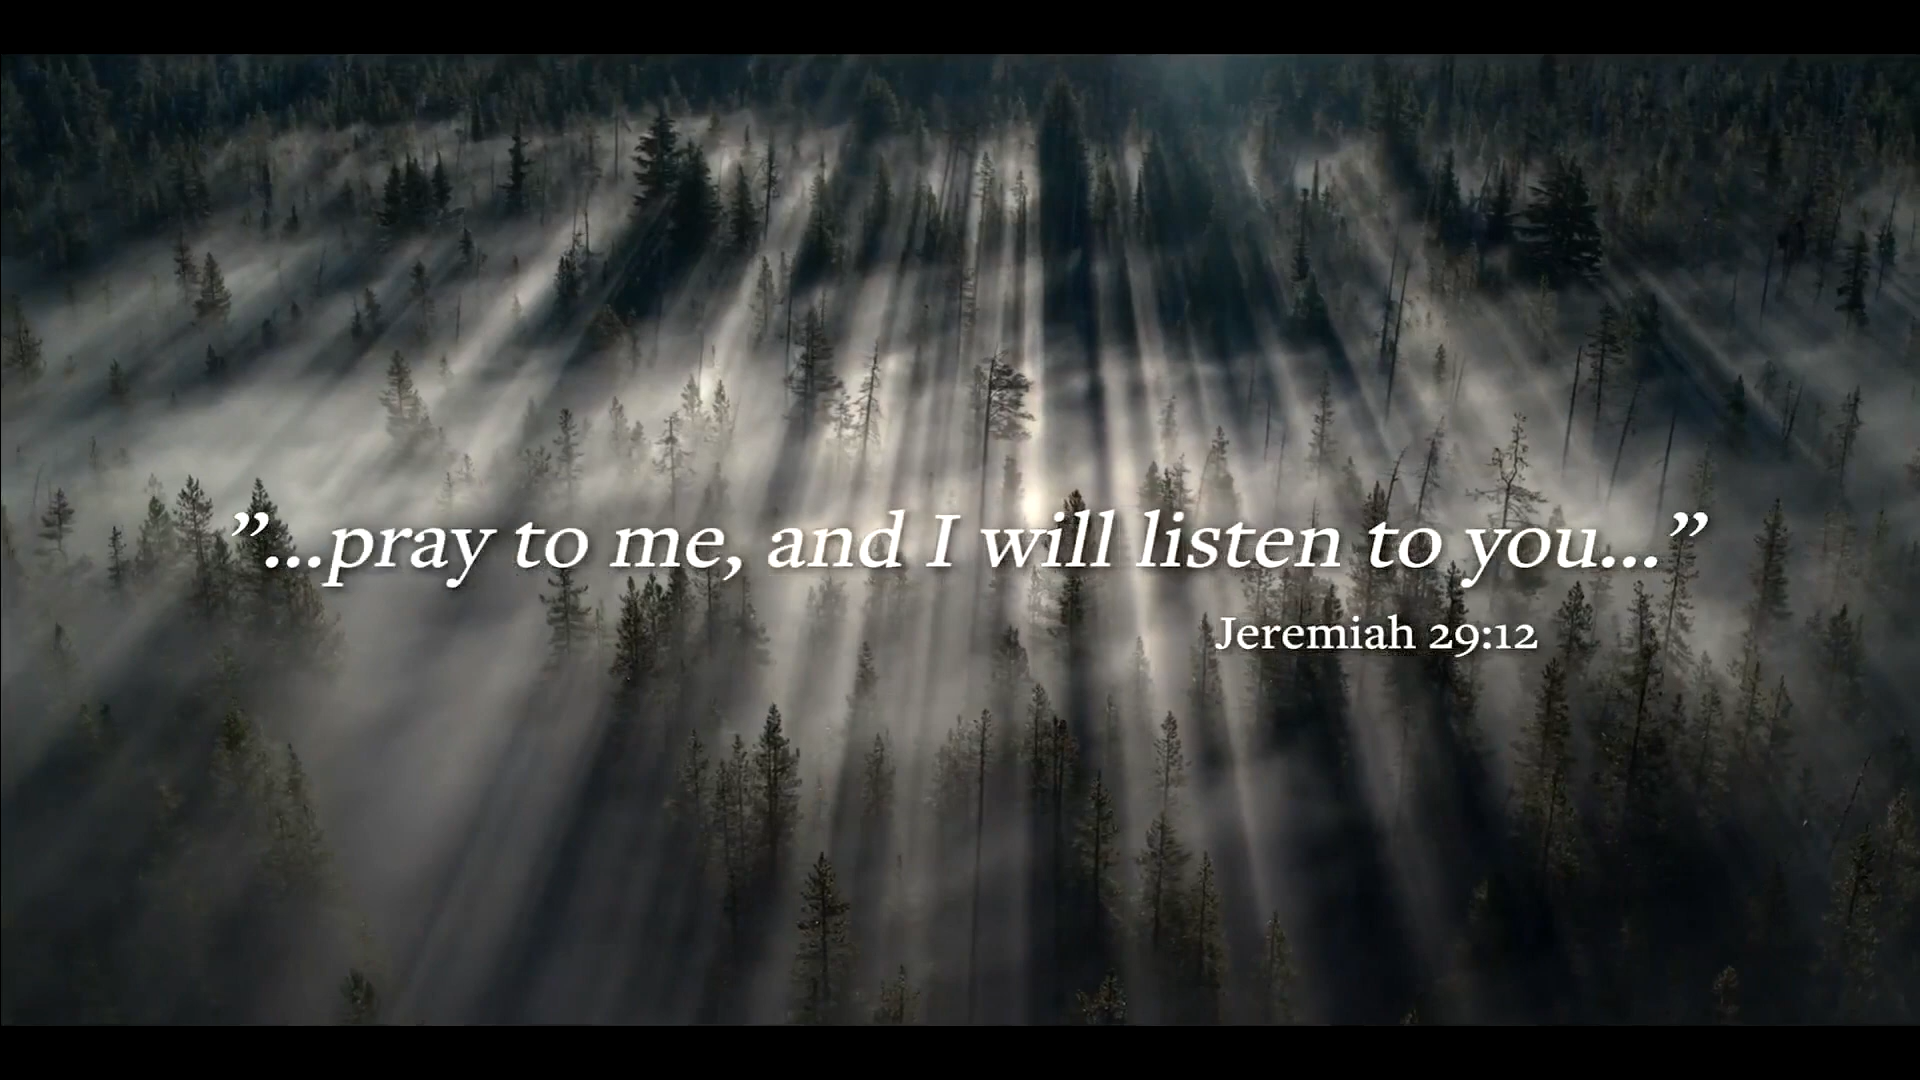 ”...pray to me, and I will listen to you...”
Jeremiah 29:12